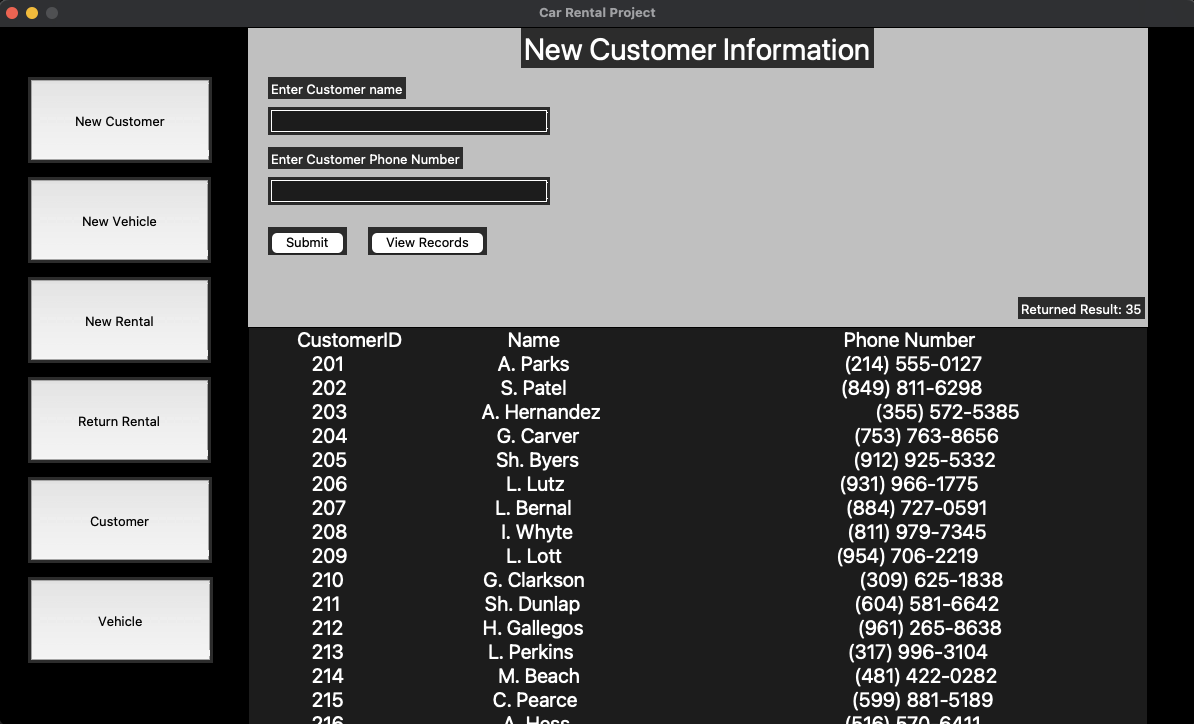 Car Rental Project
New Customer
New Vehicle
New Rental
Return Rental
Customer
Vehicle
New Customer Information
Enter Customer name
Enter Customer Phone Number
Submit View Records
Returned Result: 35
CustomerID Name Phone Number
201 A. Parks (214) 555-0127
202 S. Patel (849) 811-6298
203 A. Hernandez (355) 572-5385
204 G. Carver (753) 763-8656
205 Sh. Byers (912) 925-5332
206 L. Lutz (931) 966-1775
207 L. Bernal (884) 727-0591
208 I. Whyte (811) 979-7345
209 L. Lott (954) 706-2219
210 G. Clarkson (309) 625-1838
211 Sh. Dunlap (604) 581-6642
212 H. Gallegos (961) 265-8638
213 L. Perkins (317) 996-3104
214 M. Beach (481) 422-0282
215 C. Pearce (599) 881-5189
216 A. Hess (516) 570-6411